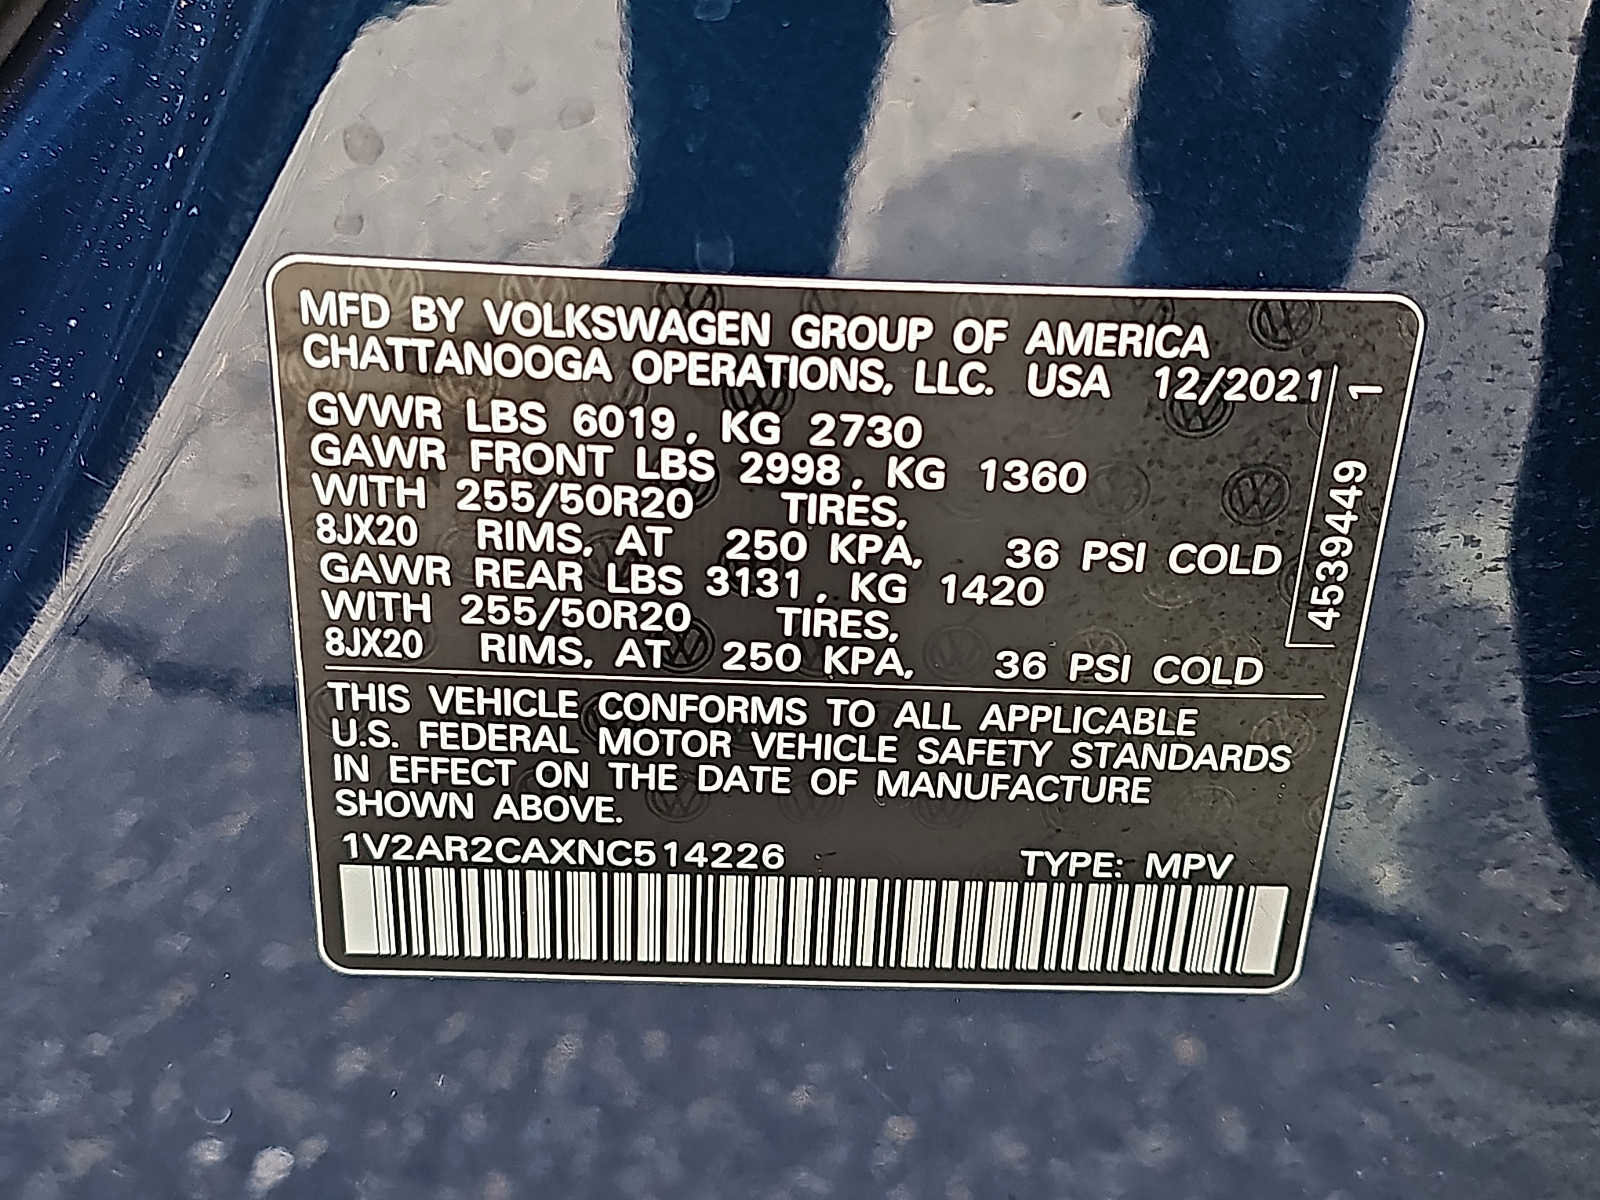 MFD BY VOLKSWAGEN GROUP OF AMERICA
CHATTANOOGA OPERATIONS, LLC. USA 12/2021
GVWR LBS 6019, KG 2730
GAWR FRONT LBS 2998, KG 1360
WITH 255/50R20 TIRES,
8JX20 RIMS, AT 250 KPA, 36 PSI COLD
GAWR REAR LBS 3131, KG 1420
WITH 255/50R20 TIRES,
8JX20 RIMS, AT 250 KPA, 36 PSI COLD
THIS VEHICLE CONFORMS TO ALL APPLICABLE
U.S. FEDERAL MOTOR VEHICLE SAFETY STANDARDS
IN EFFECT ON THE DATE OF MANUFACTURE
SHOWN ABOVE.
1V2AR2CAXNC514226 TYPE: MPV
4539449 1